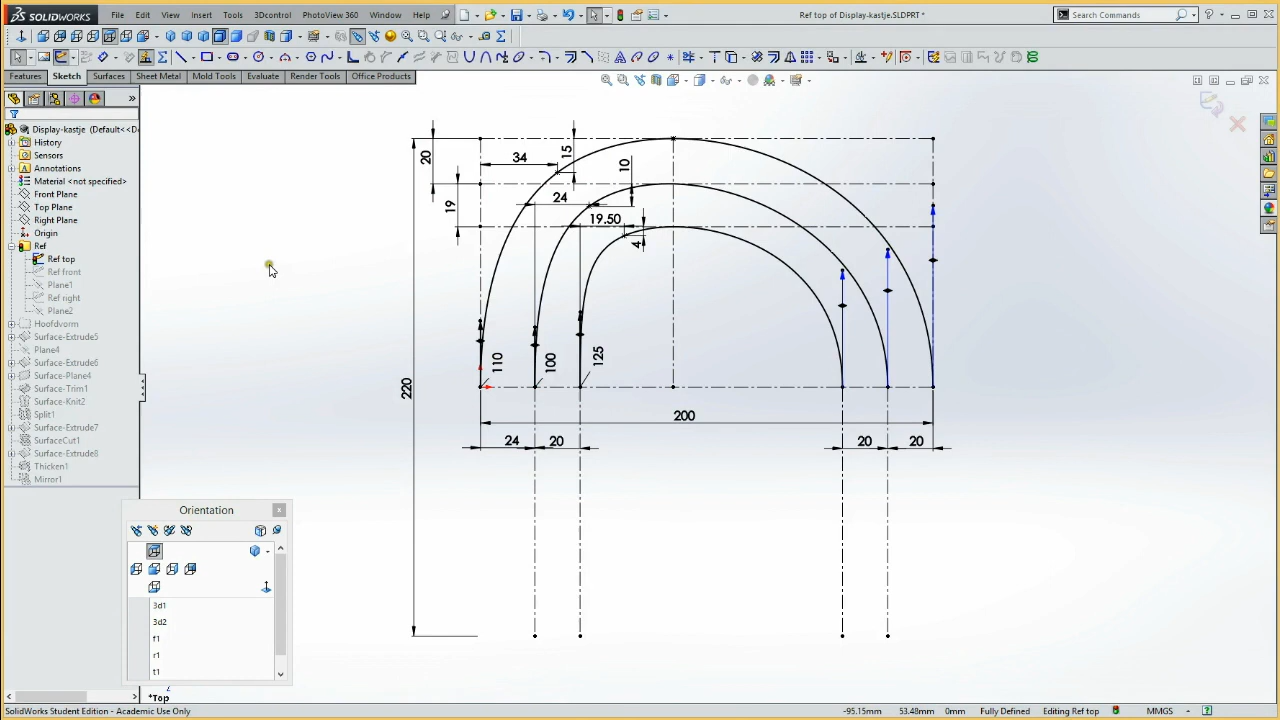 SOLIDWORKS File Edit View Insert Tools 3Dcontrol PhotoView 360 Window Help Ref top of Display-kastje.SLDPRT * Search Commands
Features Sketch Surfaces Sheet Metal Mold Tools Evaluate Render Tools Office Products
Display-kastje (Default<<D
History
Sensors
Annotations
Material <not specified>
Front Plane
Top Plane
Right Plane
Origin
Ref
Ref top
Ref front
Plane1
Ref right
Plane2
Hoofdvorm
Surface-Extrude5
Plane4
Surface-Extrude6
Surface-Plane4
Surface-Trim1
Surface-Knit2
Split1
Surface-Extrude7
SurfaceCut1
Surface-Extrude8
Thicken1
Mirror1
20
34
15
10
19
24
19.50
4
110
100
125
220
200
24
20
20
20
Orientation
3d1
3d2
f1
r1
t1
*Top
SolidWorks Student Edition - Academic Use Only -95.15mm 53.48mm 0mm Fully Defined Editing Ref top MMGS